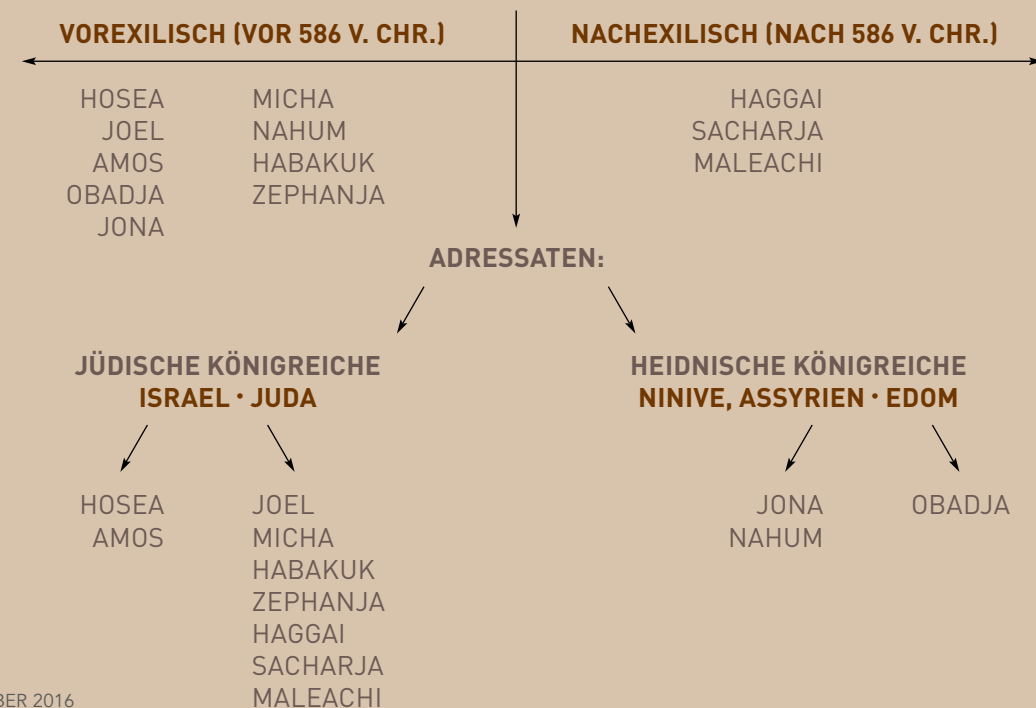 VOREXILISCH (VOR 586 V. CHR.)
NACHEXILISCH (NACH 586 V. CHR.)
HOSEA
JOEL
AMOS
OBADJA
JONA
MICHA
NAHUM
HABAKUK
ZEPHANJA
HAGGAI
SACHARJA
MALEACHI
ADRESSATEN:
JÜDISCHE KÖNIGREICHE
ISRAEL · JUDA
HOSEA
AMOS
JOEL
MICHA
HABAKUK
ZEPHANJA
HAGGAI
SACHARJA
MALEACHI
HEIDNISCHE KÖNIGREICHE
NINIVE, ASSYRIEN · EDOM
JONA
NAHUM
OBADJA
BER 2016